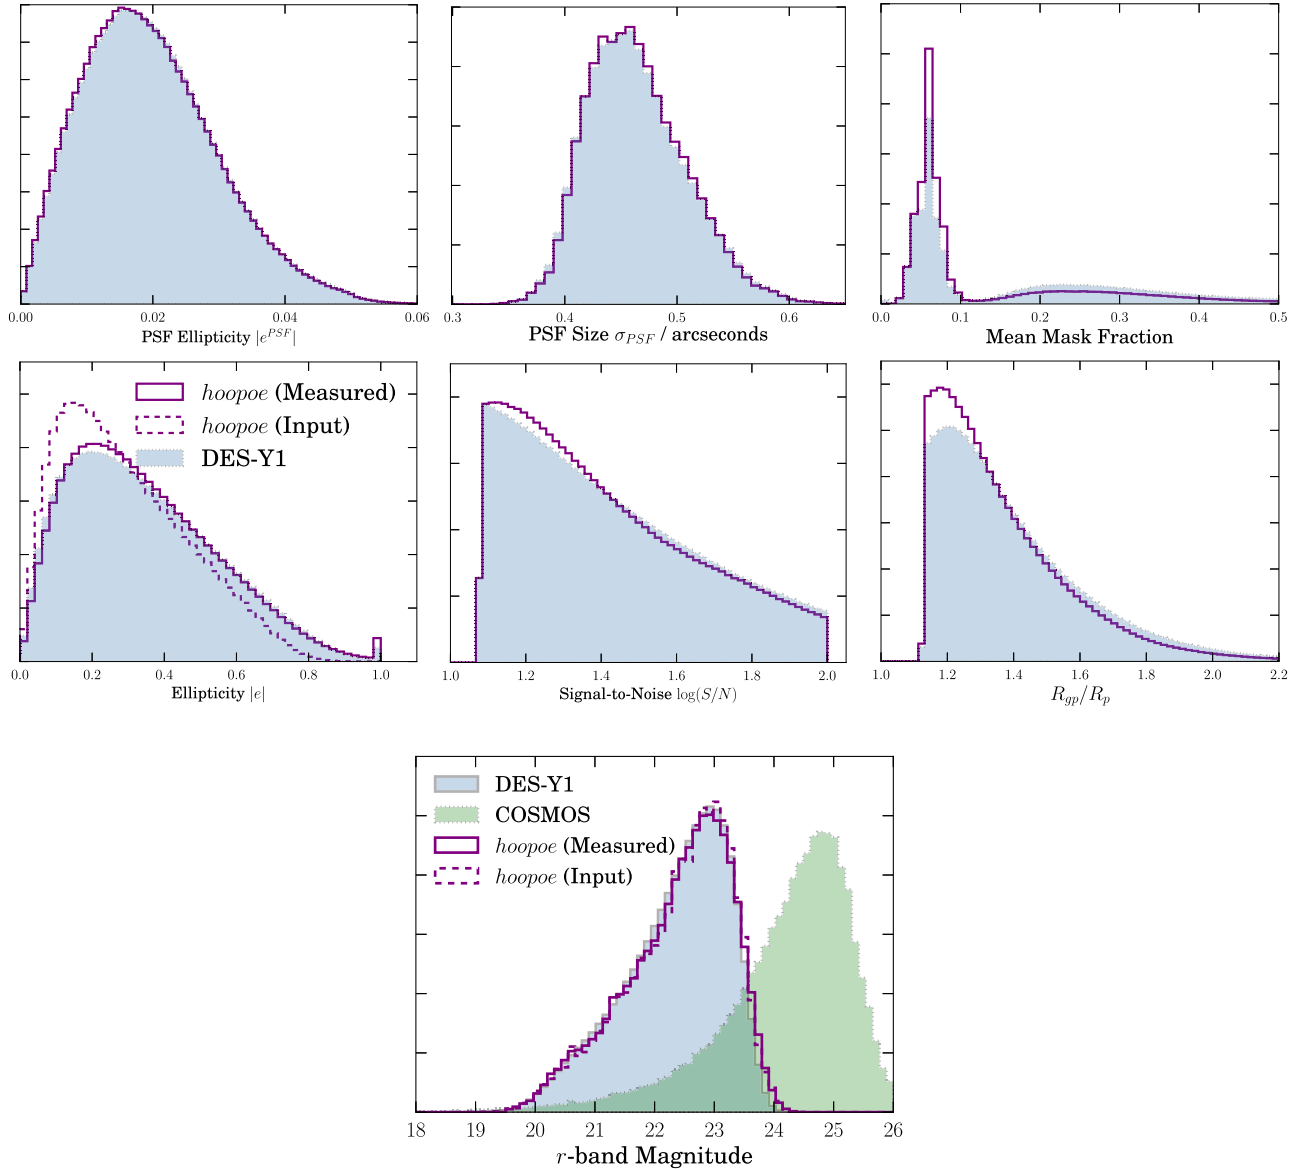 0.00 0.02 0.04 0.06
PSF Ellipticity |e^{PSF}|
0.3 0.4 0.5 0.6
PSF Size σ_{PSF} / arcseconds
0.0 0.1 0.2 0.3 0.4 0.5
Mean Mask Fraction
hoopoe (Measured)
hoopoe (Input)
DES-Y1
0.0 0.2 0.4 0.6 0.8 1.0
Ellipticity |e|
1.0 1.2 1.4 1.6 1.8 2.0
Signal-to-Noise log(S/N)
1.0 1.2 1.4 1.6 1.8 2.0 2.2
R_{gp}/R_p
DES-Y1
COSMOS
hoopoe (Measured)
hoopoe (Input)
18 19 20 21 22 23 24 25 26
r-band Magnitude